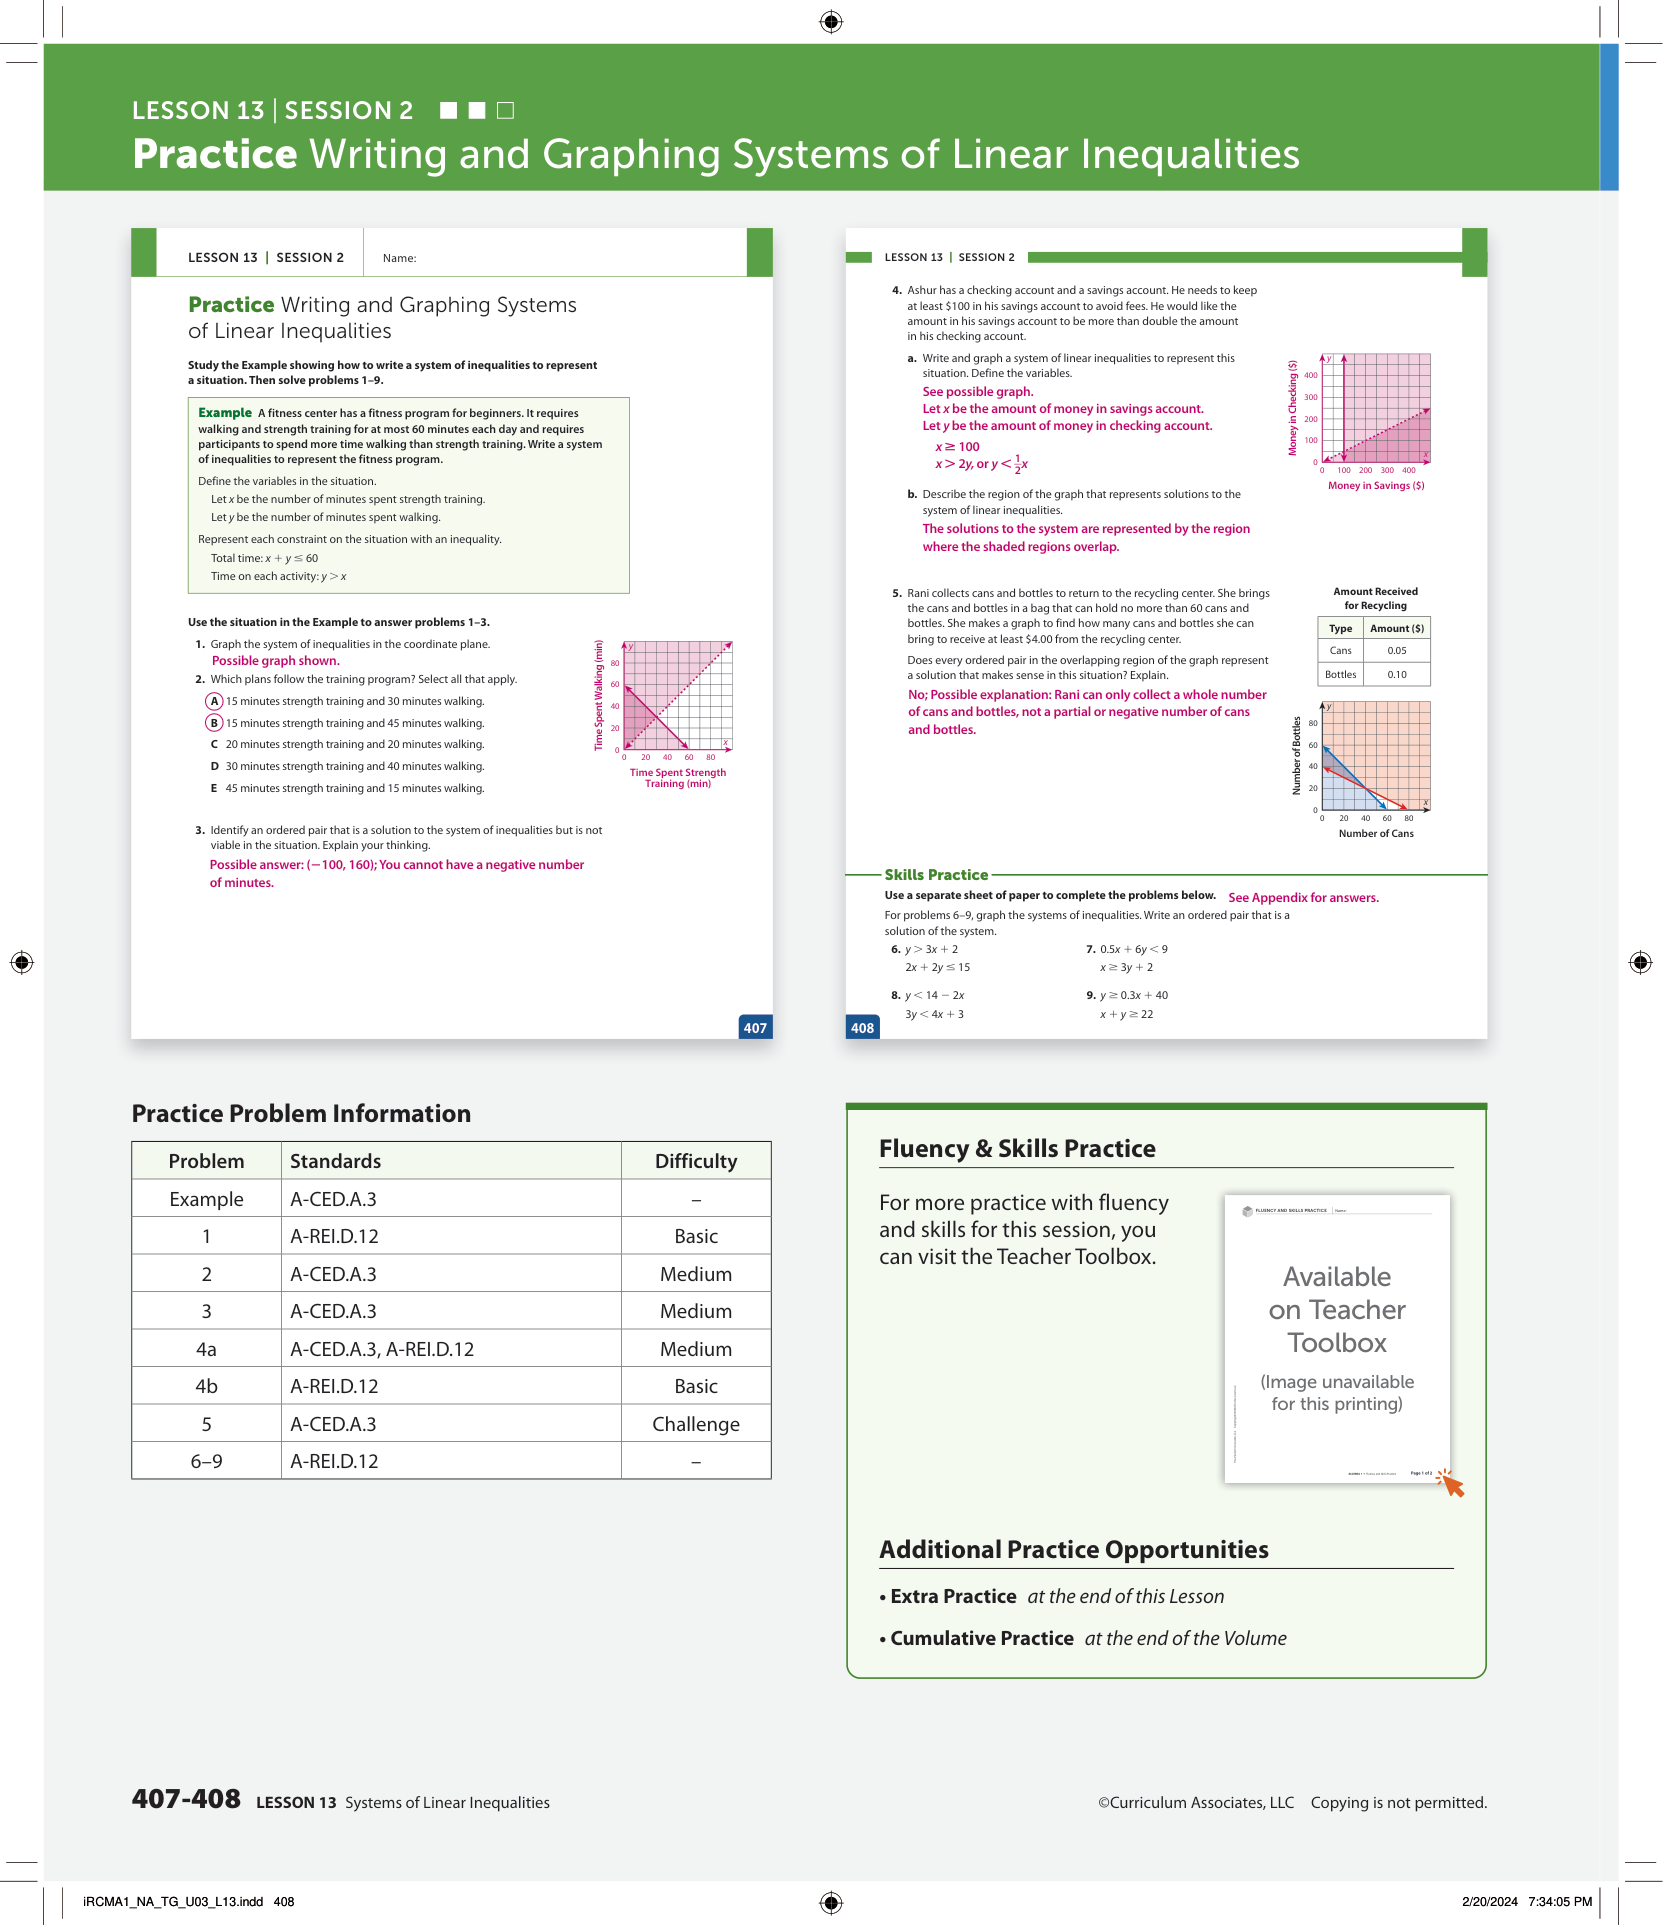 LESSON 13 | SESSION 2
Practice Writing and Graphing Systems of Linear Inequalities
LESSON 13 | SESSION 2
Name:
Practice Writing and Graphing Systems
of Linear Inequalities
Study the Example showing how to write a system of inequalities to represent
a situation. Then solve problems 1–9.
Example A fitness center has a fitness program for beginners. It requires
walking and strength training for at most 60 minutes each day and requires
participants to spend more time walking than strength training. Write a system
of inequalities to represent the fitness program.
Define the variables in the situation.
Let x be the number of minutes spent strength training.
Let y be the number of minutes spent walking.
Represent each constraint on the situation with an inequality.
Total time: x + y ≤ 60
Time on each activity: y > x
Use the situation in the Example to answer problems 1–3.
1. Graph the system of inequalities in the coordinate plane.
Possible graph shown.
2. Which plans follow the training program? Select all that apply.
A 15 minutes strength training and 30 minutes walking.
B 15 minutes strength training and 45 minutes walking.
C 20 minutes strength training and 20 minutes walking.
D 30 minutes strength training and 40 minutes walking.
E 45 minutes strength training and 15 minutes walking.
Time Spent Walking (min)
y
80
60
40
20
0
x
0 20 40 60 80
Time Spent Strength
Training (min)
3. Identify an ordered pair that is a solution to the system of inequalities but is not
viable in the situation. Explain your thinking.
Possible answer: (−100, 160); You cannot have a negative number
of minutes.
407
LESSON 13 | SESSION 2
4. Ashur has a checking account and a savings account. He needs to keep
at least $100 in his savings account to avoid fees. He would like the
amount in his savings account to be more than double the amount
in his checking account.
a. Write and graph a system of linear inequalities to represent this
situation. Define the variables.
See possible graph.
Let x be the amount of money in savings account.
Let y be the amount of money in checking account.
x ≥ 100
x > 2y, or y < 1/2x
Money in Checking ($)
y
400
300
200
100
0
x
0 100 200 300 400
Money in Savings ($)
b. Describe the region of the graph that represents solutions to the
system of linear inequalities.
The solutions to the system are represented by the region
where the shaded regions overlap.
5. Rani collects cans and bottles to return to the recycling center. She brings
the cans and bottles in a bag that can hold no more than 60 cans and
bottles. She makes a graph to find how many cans and bottles she can
bring to receive at least $4.00 from the recycling center.
Does every ordered pair in the overlapping region of the graph represent
a solution that makes sense in this situation? Explain.
No; Possible explanation: Rani can only collect a whole number
of cans and bottles, not a partial or negative number of cans
and bottles.
Amount Received
for Recycling
Type Amount ($)
Cans 0.05
Bottles 0.10
Number of Bottles
y
80
60
40
20
0
x
0 20 40 60 80
Number of Cans
Skills Practice
Use a separate sheet of paper to complete the problems below. See Appendix for answers.
For problems 6–9, graph the systems of inequalities. Write an ordered pair that is a
solution of the system.
6. y > 3x + 2
2x + 2y ≤ 15
7. 0.5x + 6y < 9
x ≥ 3y + 2
8. y < 14 − 2x
3y < 4x + 3
9. y ≥ 0.3x + 40
x + y ≥ 22
408
Practice Problem Information
Problem Standards Difficulty
Example A-CED.A.3 –
1 A-REI.D.12 Basic
2 A-CED.A.3 Medium
3 A-CED.A.3 Medium
4a A-CED.A.3, A-REI.D.12 Medium
4b A-REI.D.12 Basic
5 A-CED.A.3 Challenge
6–9 A-REI.D.12 –
Fluency & Skills Practice
For more practice with fluency
and skills for this session, you
can visit the Teacher Toolbox.
FLUENCY AND SKILLS PRACTICE Name:
Available
on Teacher
Toolbox
(Image unavailable
for this printing)
Page 1 of 2
Additional Practice Opportunities
• Extra Practice at the end of this Lesson
• Cumulative Practice at the end of the Volume
407-408 LESSON 13 Systems of Linear Inequalities
©Curriculum Associates, LLC Copying is not permitted.
iRCMA1_NA_TG_U03_L13.indd 408
2/20/2024 7:34:05 PM